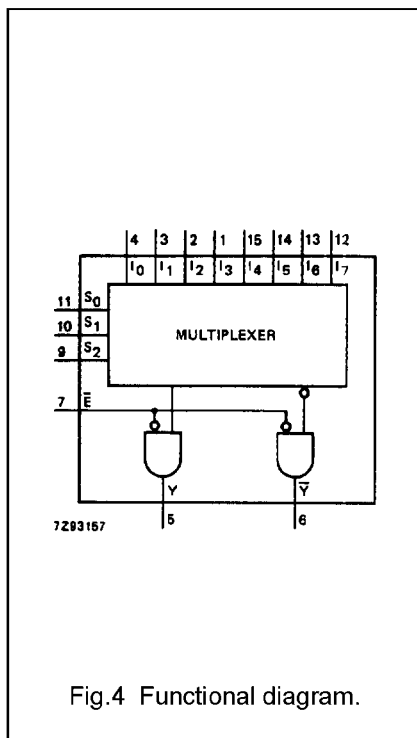 4 3 2 1 15 14 13 12
I0 I1 I2 I3 I4 I5 I6 I7
11 S0
10 S1
9 S2
MULTIPLEXER
7 E̅
Y Y̅
7Z93157 5 6
Fig.4 Functional diagram.